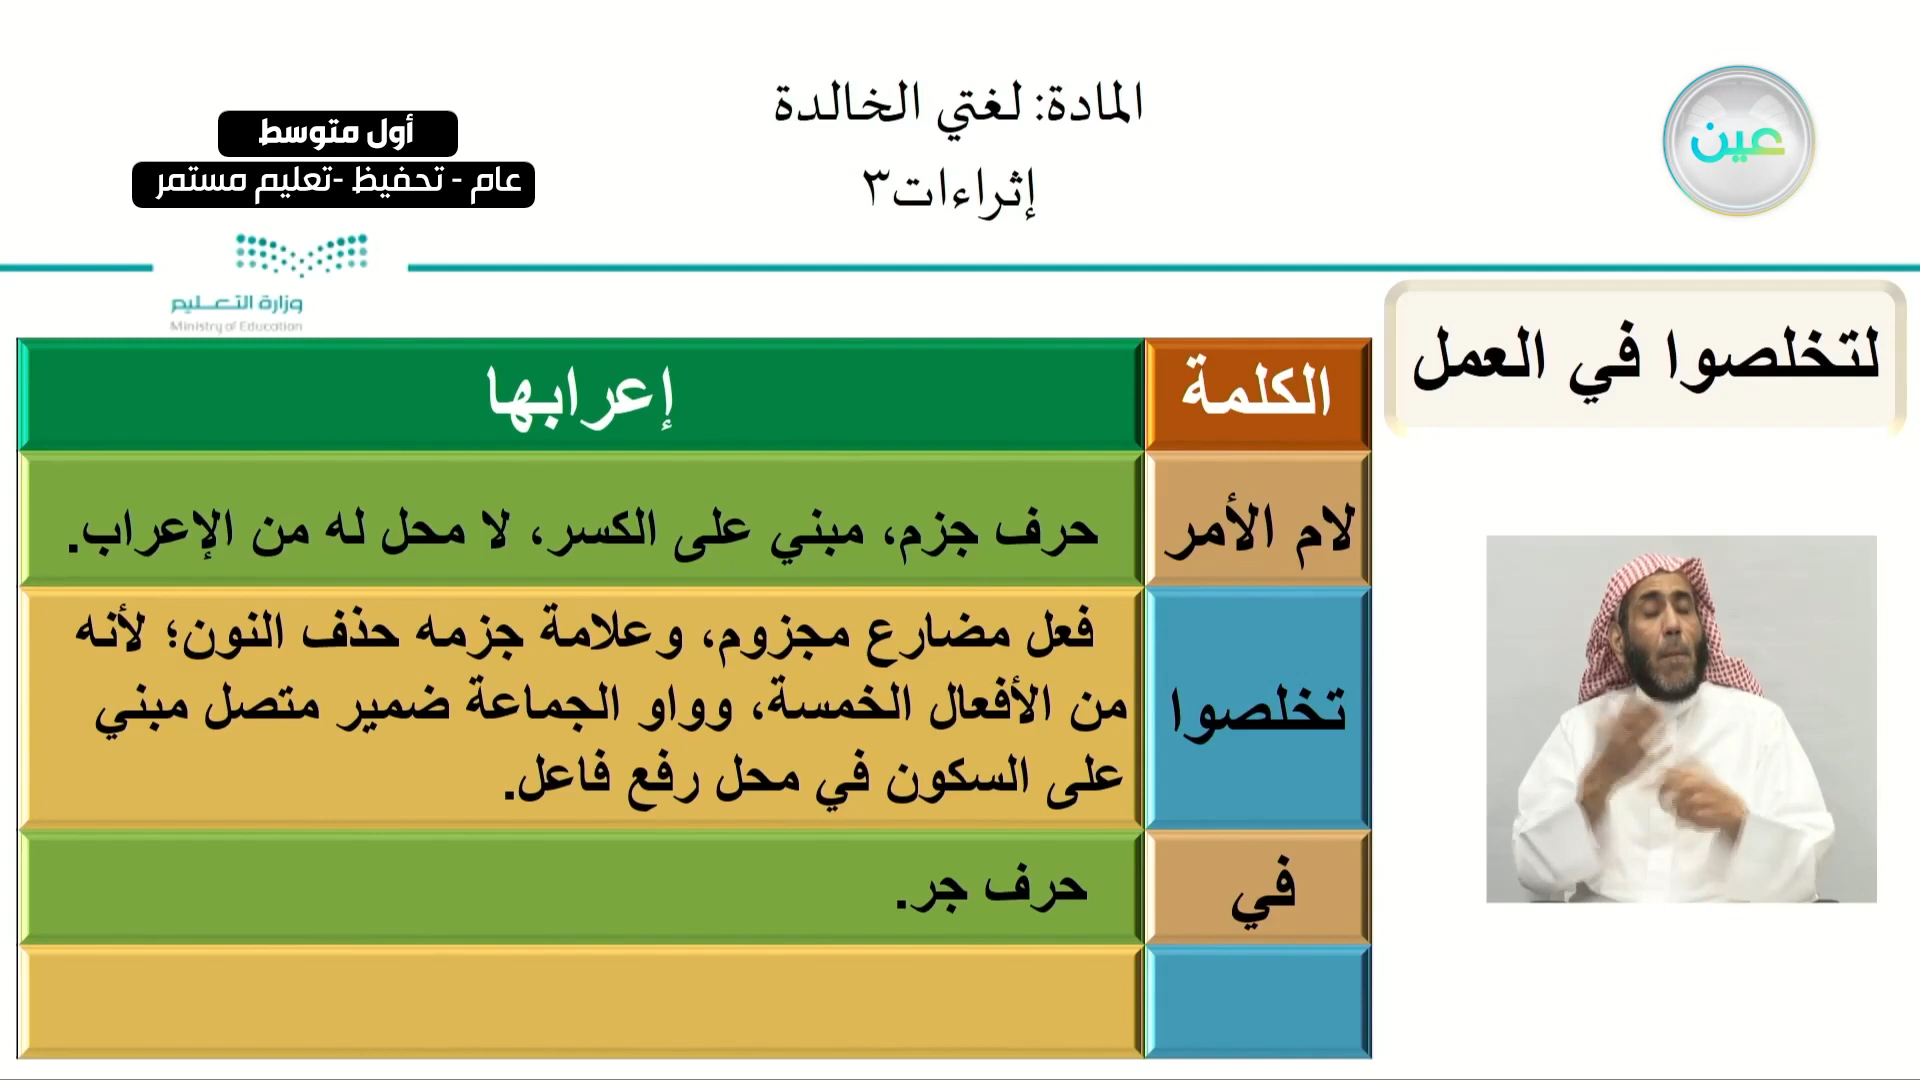 المادة: لغتي الخالدة
إثراءات٣
أول متوسط
عام - تحفيظ -تعليم مستمر
عين
وزارة التعليم
Ministry of Education
لتخلصوا في العمل
الكلمة
إعرابها
لام الأمر
حرف جزم، مبني على الكسر، لا محل له من الإعراب.
تخلصوا
فعل مضارع مجزوم، وعلامة جزمه حذف النون؛ لأنه
من الأفعال الخمسة، وواو الجماعة ضمير متصل مبني
على السكون في محل رفع فاعل.
في
حرف جر.